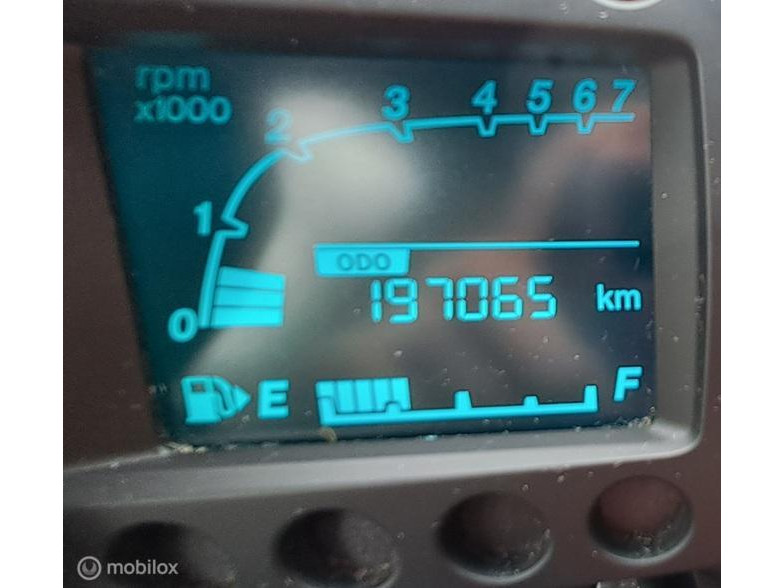 rpm
x1000
0 1 2 3 4 5 6 7
ODO
197065 km
E F
mobilox